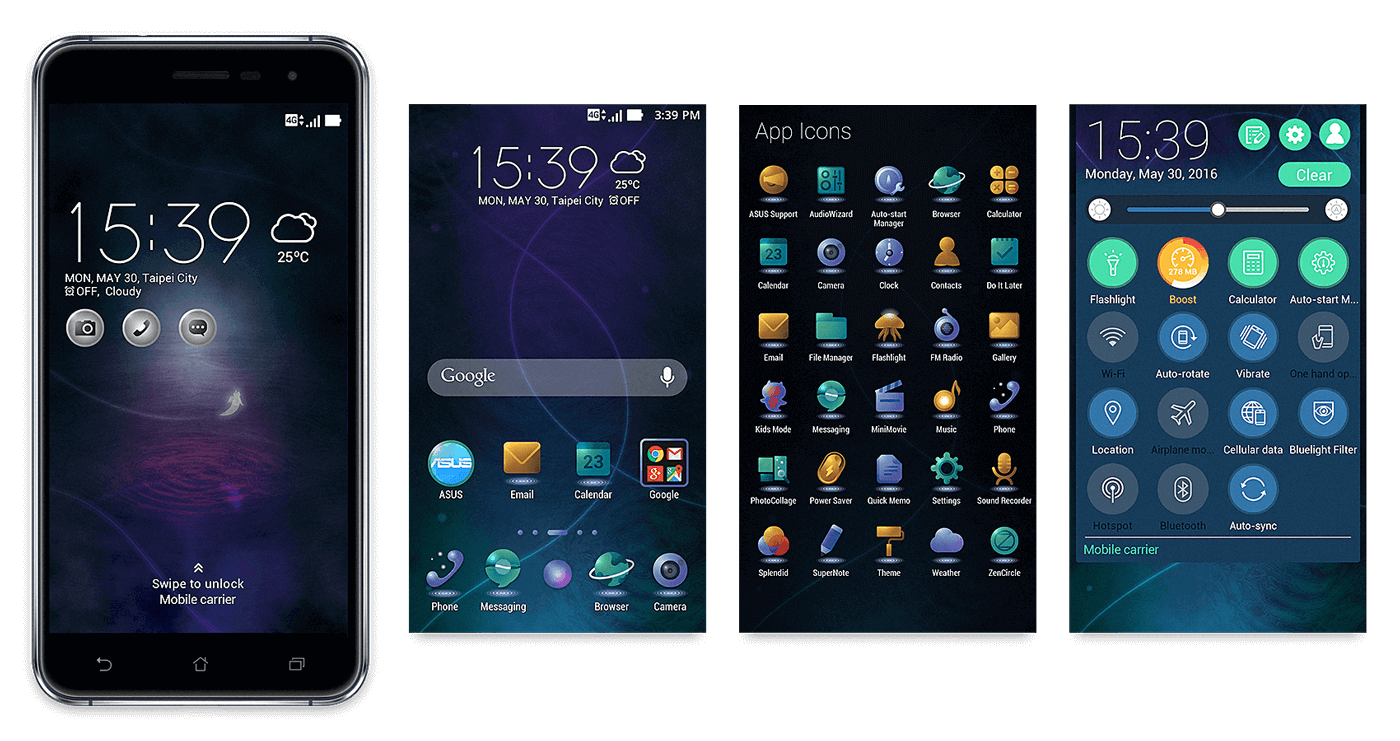 4G
15:39
25ºC
MON, MAY 30, Taipei City
OFF, Cloudy
Swipe to unlock
Mobile carrier
4G 3:39 PM
15:39
25ºC
MON, MAY 30, Taipei City OFF
Google
ASUS
23
ASUS Email Calendar Google
Phone Messaging Browser Camera
App Icons
ASUS Support AudioWizard Auto-start Manager Browser Calculator
23
Calendar Camera Clock Contacts Do It Later
Email File Manager Flashlight FM Radio Gallery
Kids Mode Messaging MiniMovie Music Phone
PhotoCollage Power Saver Quick Memo Settings Sound Recorder
Splendid SuperNote Theme Weather ZenCircle
15:39
Monday, May 30, 2016
Clear
278 MB
Flashlight Boost Calculator Auto-start M...
Wi-Fi Auto-rotate Vibrate One hand op...
Location Airplane mo... Cellular data Bluelight Filter
Hotspot Bluetooth Auto-sync
Mobile carrier